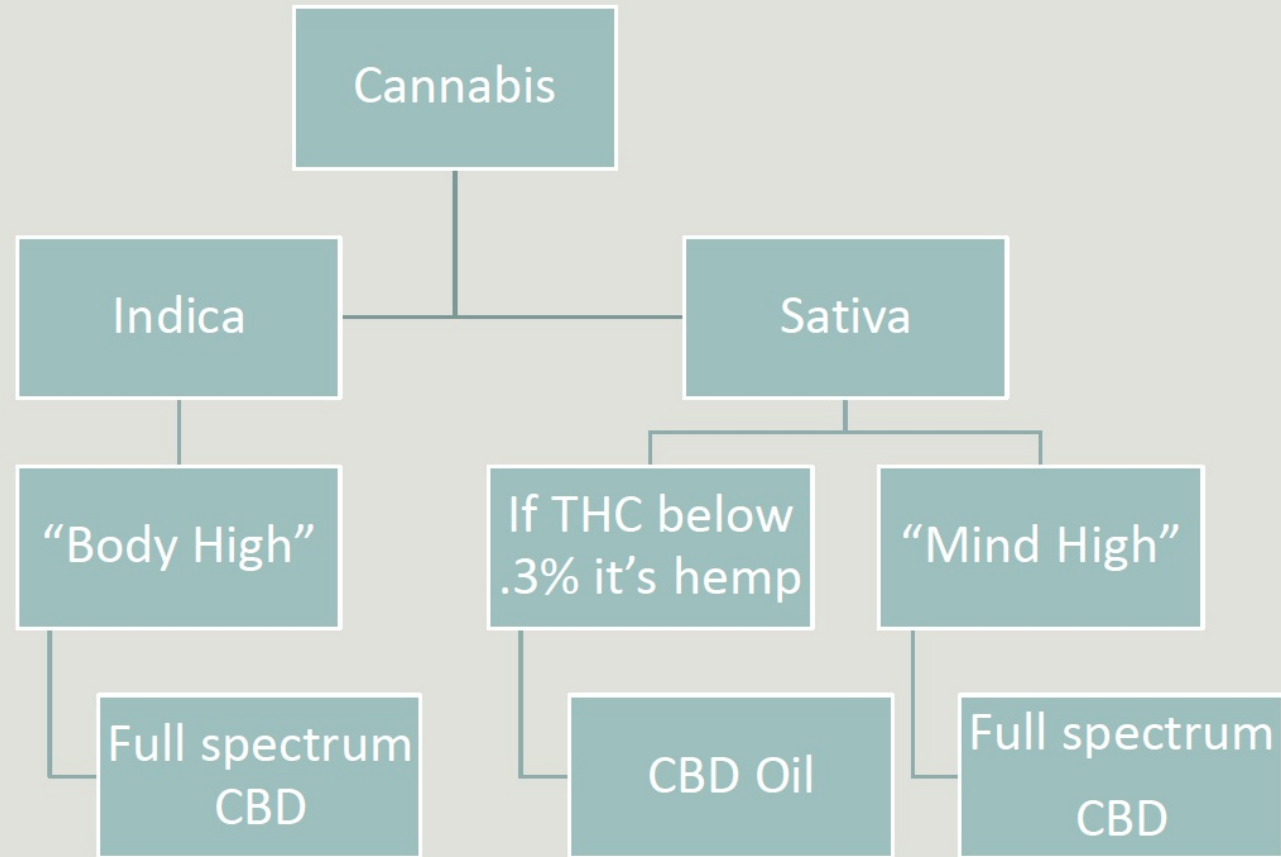 Cannabis
Indica
Sativa
“Body High”
If THC below
.3% it’s hemp
“Mind High”
Full spectrum
CBD
CBD Oil
Full spectrum
CBD